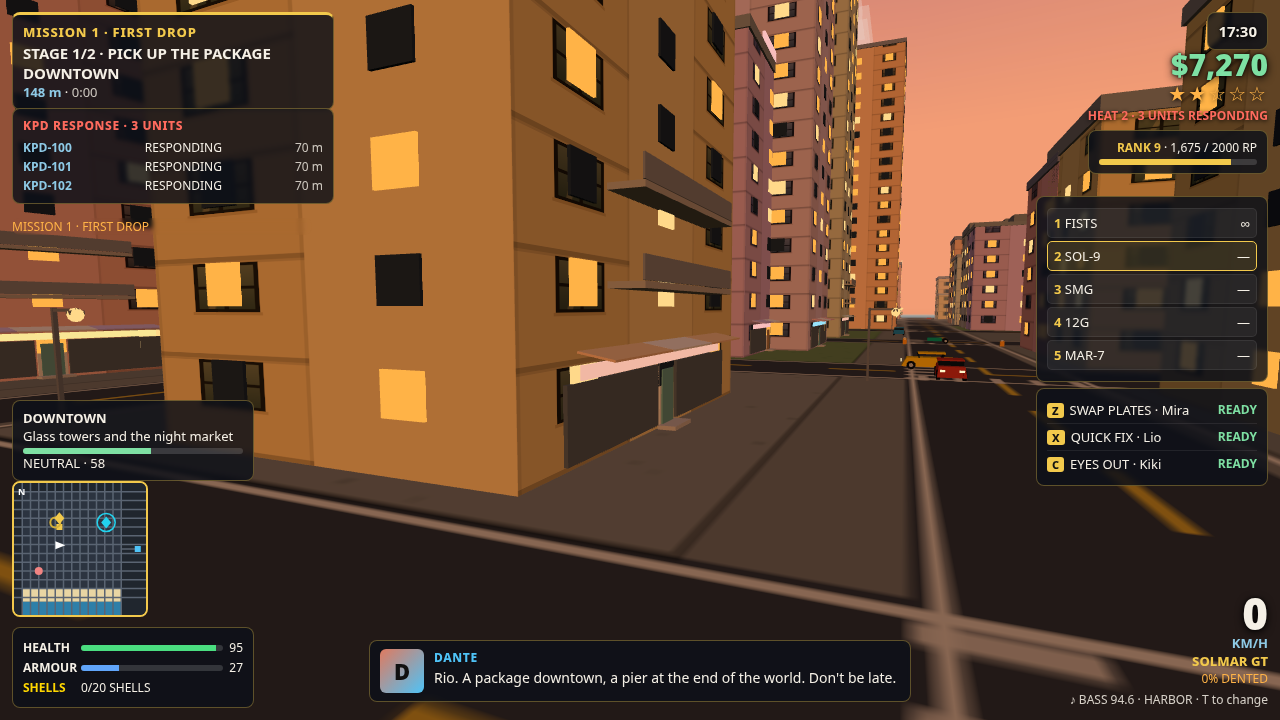 MISSION 1 · FIRST DROP
STAGE 1/2 · PICK UP THE PACKAGE
DOWNTOWN
148 m · 0:00
KPD RESPONSE · 3 UNITS
KPD-100 RESPONDING 70 m
KPD-101 RESPONDING 70 m
KPD-102 RESPONDING 70 m
MISSION 1 · FIRST DROP
17:30
$7,270
★★☆☆☆
HEAT 2 · 3 UNITS RESPONDING
RANK 9 · 1,675 / 2000 RP
1 FISTS ∞
2 SOL-9 —
3 SMG —
4 12G —
5 MAR-7 —
Z SWAP PLATES · Mira READY
X QUICK FIX · Lio READY
C EYES OUT · Kiki READY
DOWNTOWN
Glass towers and the night market
NEUTRAL · 58
N
HEALTH 95
ARMOUR 27
SHELLS 0/20 SHELLS
D
DANTE
Rio. A package downtown, a pier at the end of the world. Don't be late.
0
KM/H
SOLMAR GT
0% DENTED
♪ BASS 94.6 · HARBOR · T to change